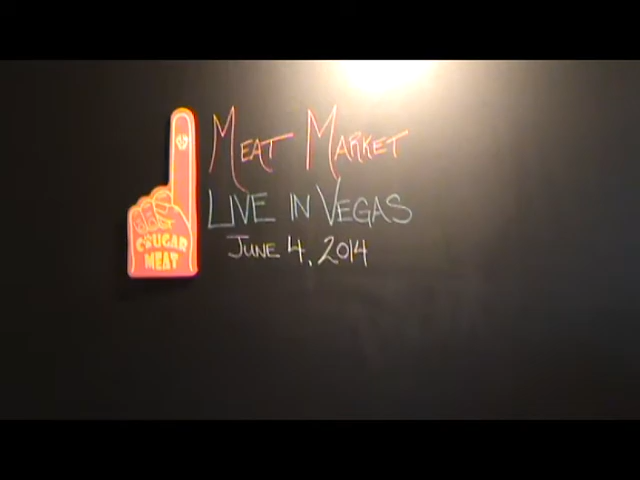 MEAT MARKET
LIVE IN VEGAS
JUNE 4, 2014
COUGAR
MEAT